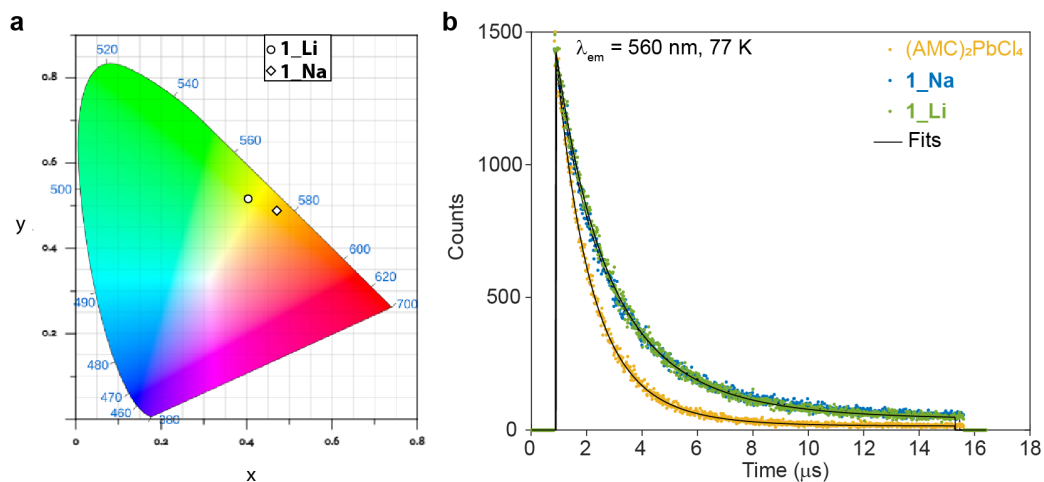 a
1_Li
1_Na
520
540
560
580
600
620
700
500
490
480
470
460
380
0.8
0.6
0.4
0.2
0
0
0.2
0.4
0.6
0.8
y
x
b
λem = 560 nm, 77 K
(AMC)₂PbCl₄
1_Na
1_Li
Fits
1500
1000
500
0
Counts
0 2 4 6 8 10 12 14 16 18
Time (μs)